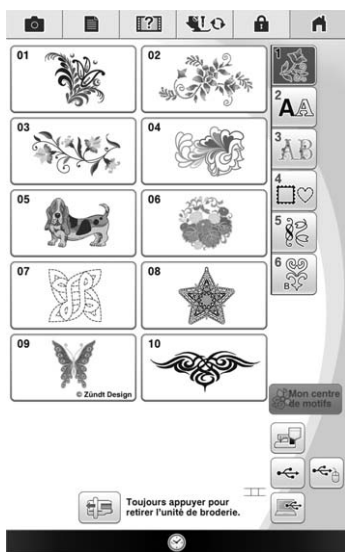 ?
01
02
03
04
05
06
07
08
09
10
© Zündt Design
1
2
AA
3
AB
4
5
6
B
Mon centre
de motifs
Toujours appuyer pour
retirer l'unité de broderie.